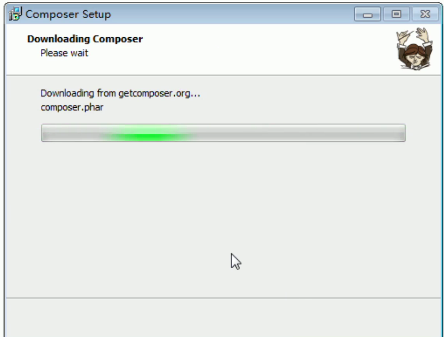 Composer Setup
Downloading Composer
Please wait
Downloading from getcomposer.org...
composer.phar